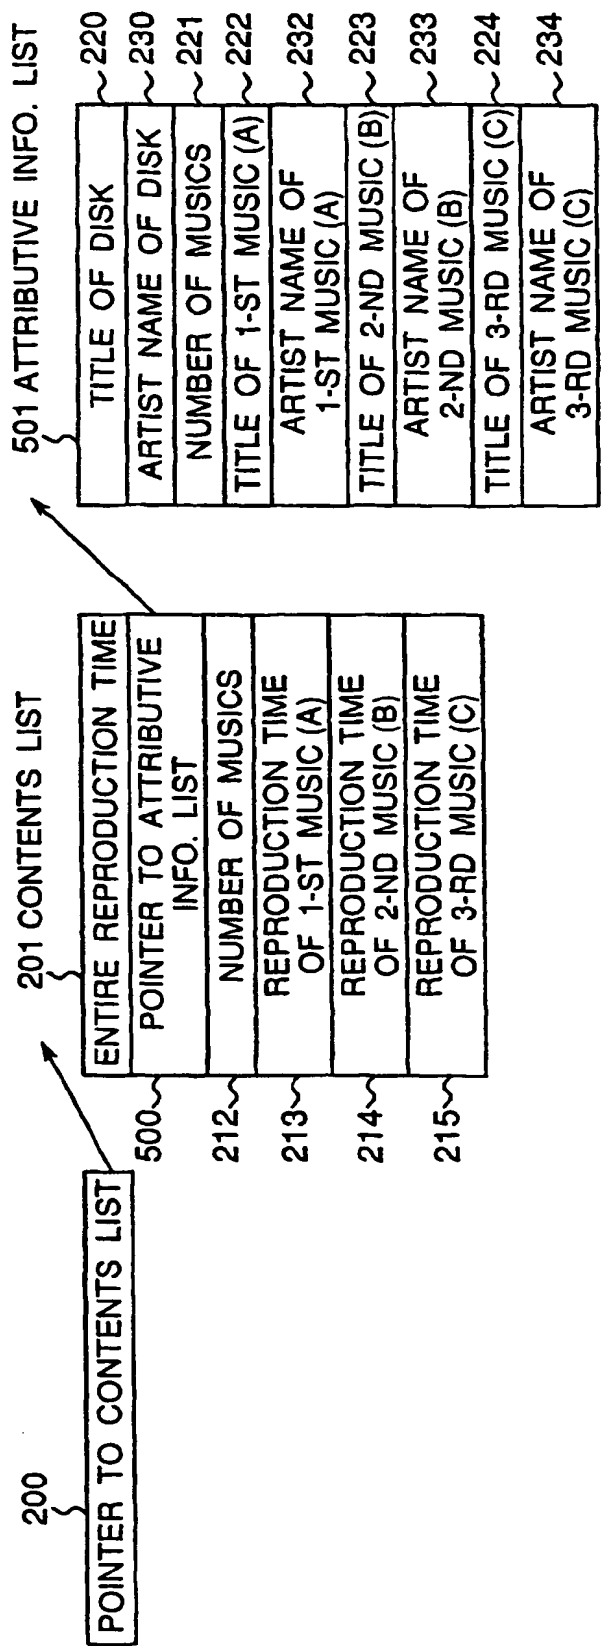 200
POINTER TO CONTENTS LIST
201 CONTENTS LIST
ENTIRE REPRODUCTION TIME
500
POINTER TO ATTRIBUTIVE
INFO. LIST
212
NUMBER OF MUSICS
213
REPRODUCTION TIME
OF 1-ST MUSIC (A)
214
REPRODUCTION TIME
OF 2-ND MUSIC (B)
215
REPRODUCTION TIME
OF 3-RD MUSIC (C)
501 ATTRIBUTIVE INFO. LIST
TITLE OF DISK
220
ARTIST NAME OF DISK
230
NUMBER OF MUSICS
221
TITLE OF 1-ST MUSIC (A)
222
ARTIST NAME OF
1-ST MUSIC (A)
232
TITLE OF 2-ND MUSIC (B)
223
ARTIST NAME OF
2-ND MUSIC (B)
233
TITLE OF 3-RD MUSIC (C)
224
ARTIST NAME OF
3-RD MUSIC (C)
234